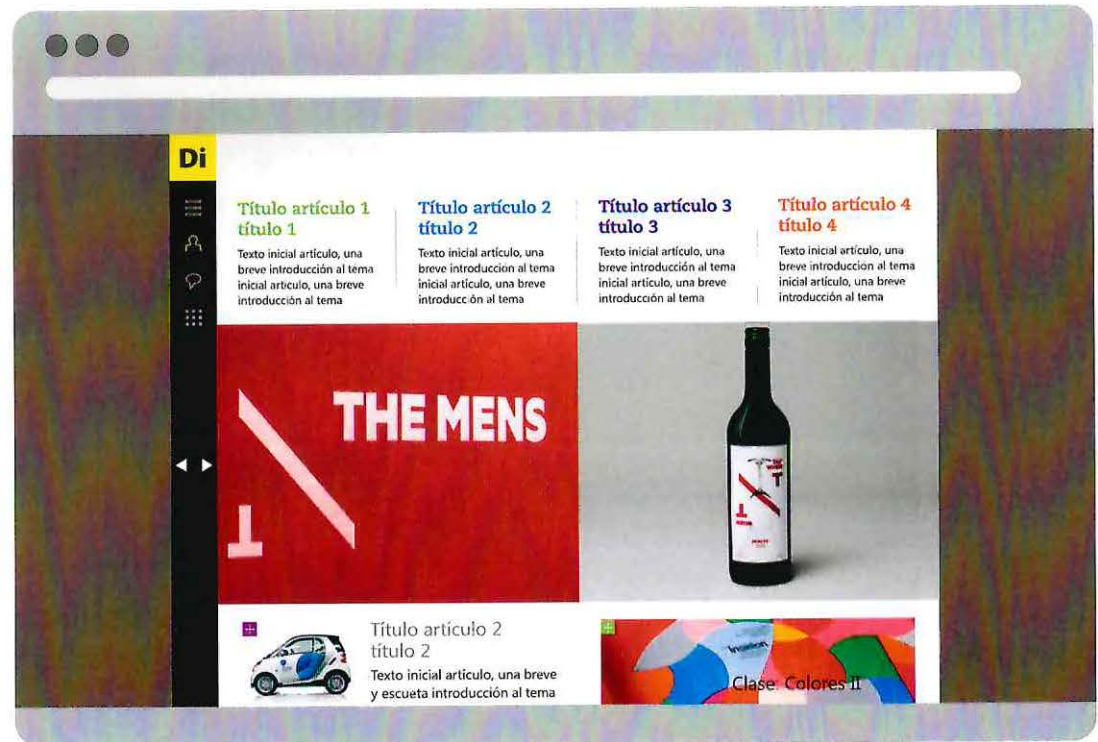 Di
Título artículo 1
título 1
Texto inicial artículo, una
breve introducción al tema
inicial artículo, una breve
introducción al tema
Título artículo 2
título 2
Texto inicial artículo, una
breve introducción al tema
inicial artículo, una breve
introducción al tema
Título artículo 3
título 3
Texto inicial artículo, una
breve introducción al tema
inicial artículo, una breve
introducción al tema
Título artículo 4
título 4
Texto inicial artículo, una
breve introducción al tema
inicial artículo, una breve
introducción al tema
THE MENS
Título artículo 2
título 2
Texto inicial artículo, una breve
y escueta introducción al tema
Clase: Colores II